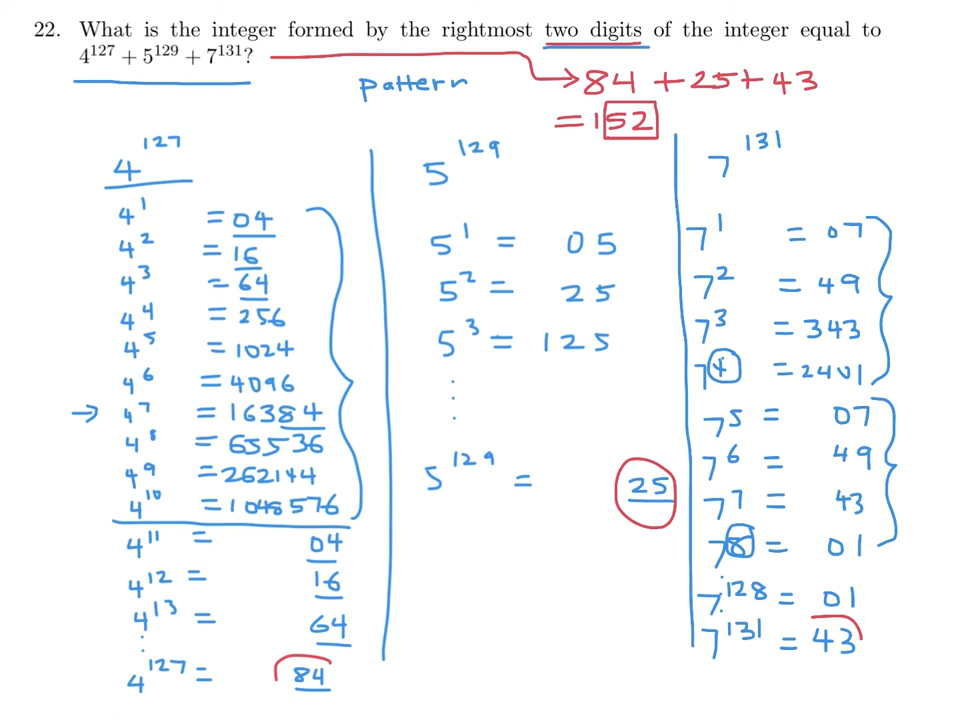 22. What is the integer formed by the rightmost two digits of the integer equal to
4^127 + 5^129 + 7^131?
pattern
84 + 25 + 43
= 152
4^127
4^1 = 04
4^2 = 16
4^3 = 64
4^4 = 256
4^5 = 1024
4^6 = 4096
→ 4^7 = 16384
4^8 = 65536
4^9 = 262144
4^10 = 1048576
4^11 = 04
4^12 = 16
4^13 = 64
4^127 = 84
5^129
5^1 = 05
5^2 = 25
5^3 = 125
5^129 = 25
7^131
7^1 = 07
7^2 = 49
7^3 = 343
7^4 = 2401
7^5 = 07
7^6 = 49
7^7 = 43
7^8 = 01
7^128 = 01
7^131 = 43